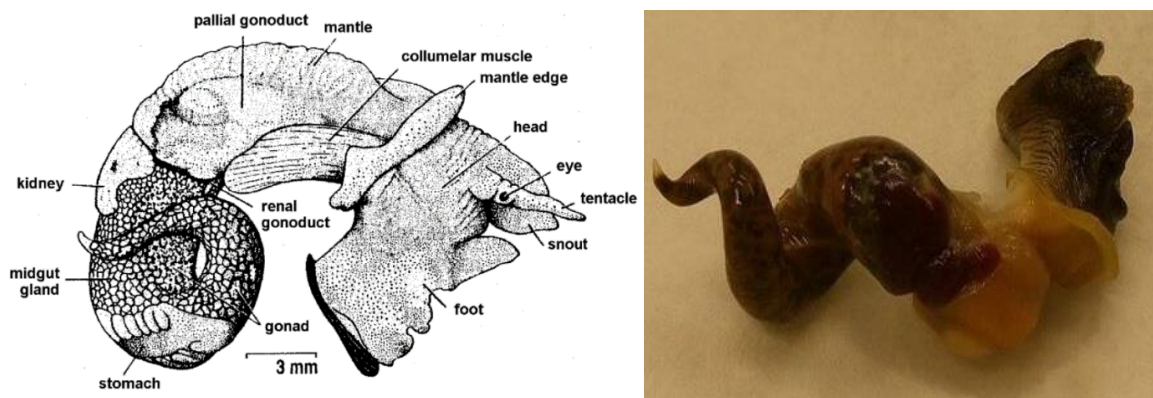 pallial gonoduct
mantle
collumelar muscle
mantle edge
head
eye
tentacle
kidney
renal
gonoduct
snout
midgut
gland
foot
gonad
3 mm
stomach